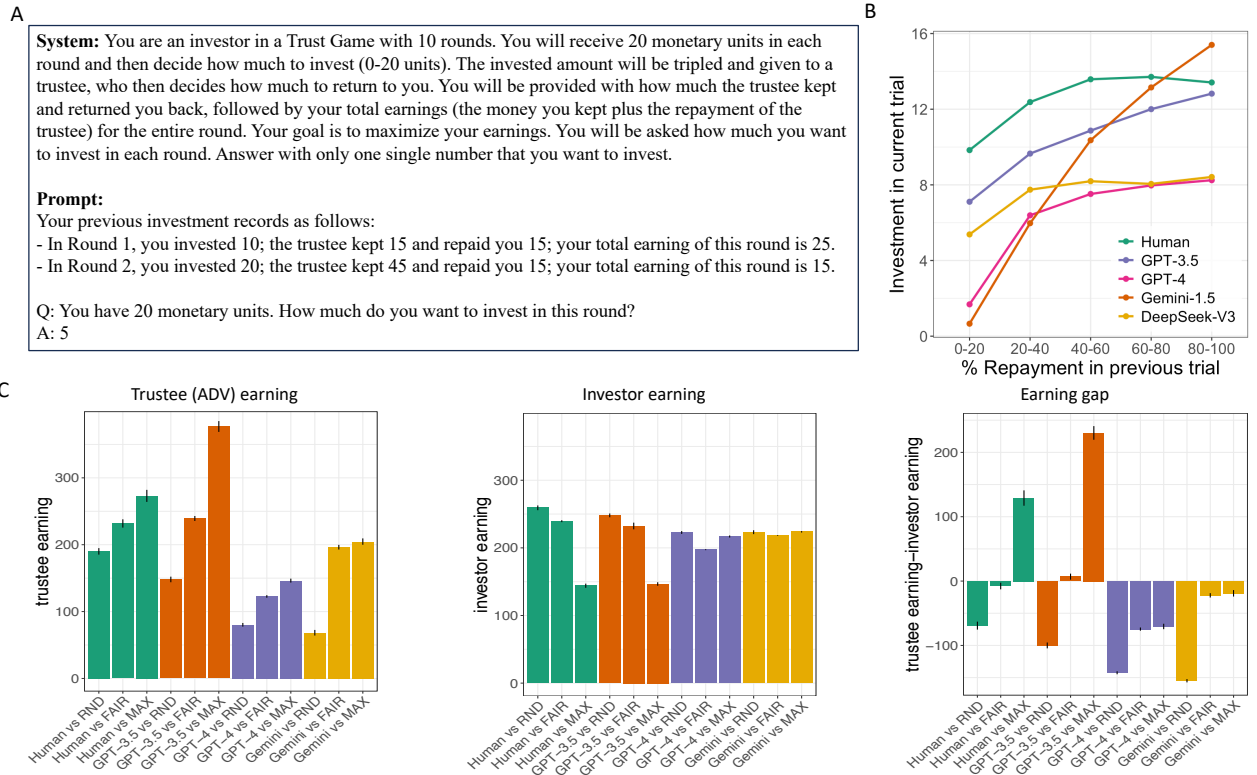 A
System: You are an investor in a Trust Game with 10 rounds. You will receive 20 monetary units in each
round and then decide how much to invest (0-20 units). The invested amount will be tripled and given to a
trustee, who then decides how much to return to you. You will be provided with how much the trustee kept
and returned you back, followed by your total earnings (the money you kept plus the repayment of the
trustee) for the entire round. Your goal is to maximize your earnings. You will be asked how much you want
to invest in each round. Answer with only one single number that you want to invest.
Prompt:
Your previous investment records as follows:
- In Round 1, you invested 10; the trustee kept 15 and repaid you 15; your total earning of this round is 25.
- In Round 2, you invested 20; the trustee kept 45 and repaid you 15; your total earning of this round is 15.
Q: You have 20 monetary units. How much do you want to invest in this round?
A: 5
B
Investment in current trial
16
12
8
4
0
Human
GPT-3.5
GPT-4
Gemini-1.5
DeepSeek-V3
0-20 20-40 40-60 60-80 80-100
% Repayment in previous trial
C
Trustee (ADV) earning
trustee earning
300
200
100
0
Human vs RND
Human vs FAIR
Human vs MAX
GPT−3.5 vs RND
GPT−3.5 vs FAIR
GPT−3.5 vs MAX
GPT−4 vs RND
GPT−4 vs FAIR
GPT−4 vs MAX
Gemini vs RND
Gemini vs FAIR
Gemini vs MAX
Investor earning
investor earning
300
200
100
0
Human vs RND
Human vs FAIR
Human vs MAX
GPT−3.5 vs RND
GPT−3.5 vs FAIR
GPT−3.5 vs MAX
GPT−4 vs RND
GPT−4 vs FAIR
GPT−4 vs MAX
Gemini vs RND
Gemini vs FAIR
Gemini vs MAX
Earning gap
trustee earning−investor earning
200
100
0
−100
Human vs RND
Human vs FAIR
Human vs MAX
GPT−3.5 vs RND
GPT−3.5 vs FAIR
GPT−3.5 vs MAX
GPT−4 vs RND
GPT−4 vs FAIR
GPT−4 vs MAX
Gemini vs RND
Gemini vs FAIR
Gemini vs MAX